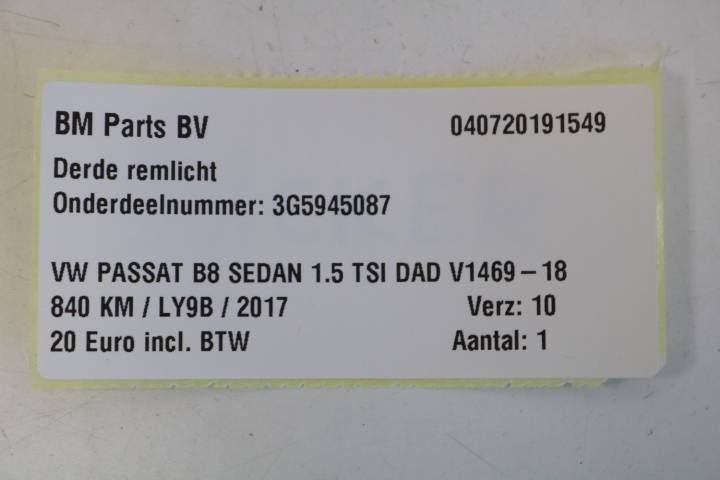 BM Parts BV 040720191549
Derde remlicht
Onderdeelnummer: 3G5945087
VW PASSAT B8 SEDAN 1.5 TSI DAD V1469-18
840 KM / LY9B / 2017 Verz: 10
20 Euro incl. BTW Aantal: 1